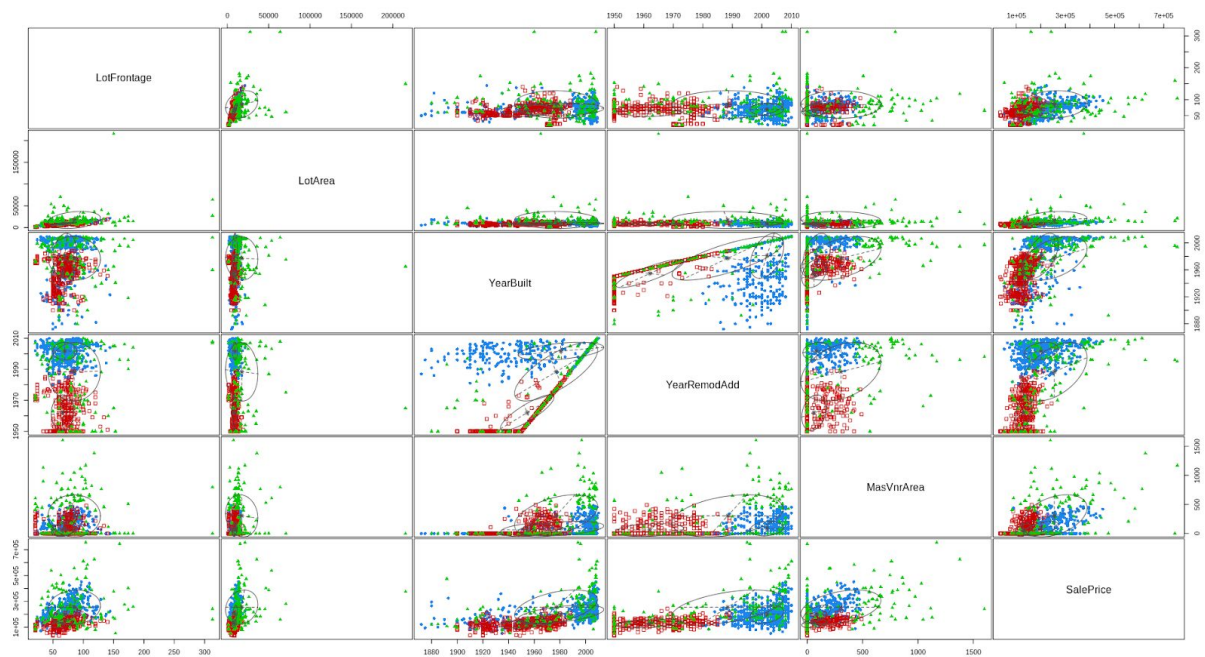 0 50000 100000 200000 1950 1960 1970 1980 1990 2000 2010 1e+05 3e+05 5e+05 7e+05
LotFrontage
50 100 200 300
LotArea
0 50000 150000
YearBuilt
1880 1920 1960 2000
YearRemodAdd
1950 1970 1990 2010
MasVnrArea
0 500 1000 1500
SalePrice
1e+05 3e+05 5e+05 7e+05
50 100 150 200 250 300 1880 1900 1920 1940 1960 1980 2000 0 500 1000 1500